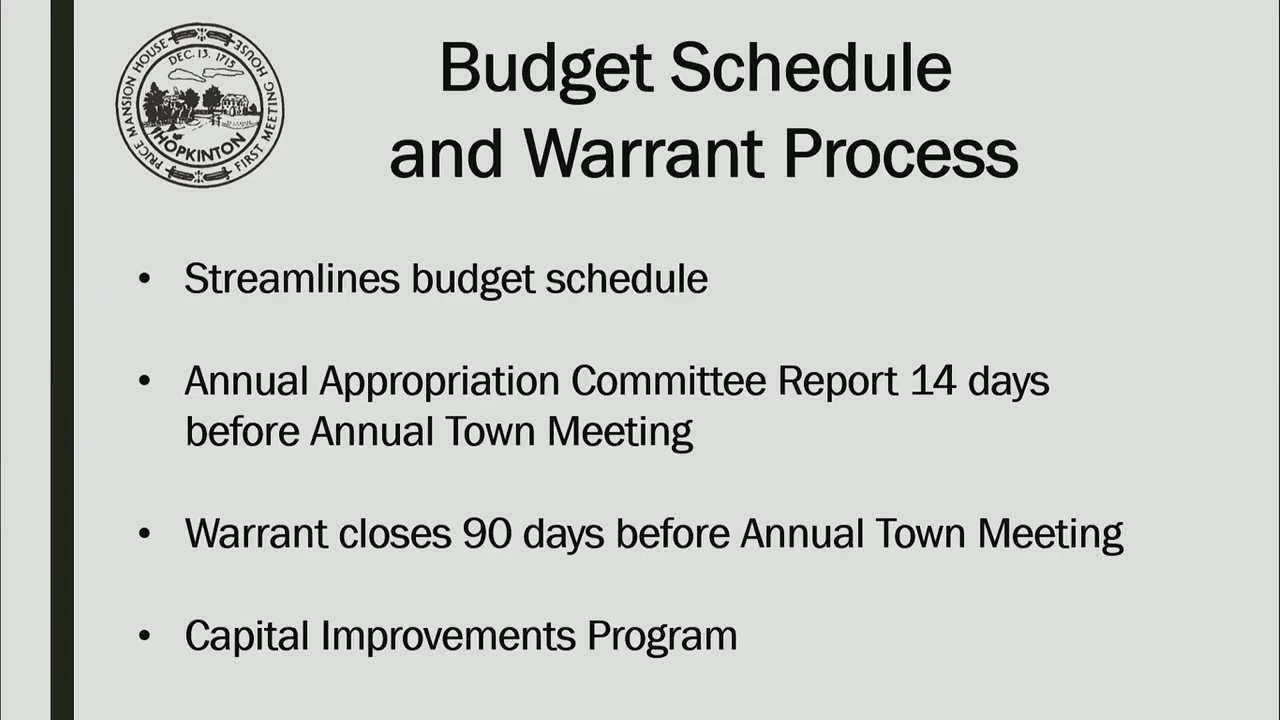 PRICE MANSION HOUSE
FIRST MEETING HOUSE
DEC. 13. 1715
HOPKINTON
Budget Schedule
and Warrant Process
• Streamlines budget schedule
• Annual Appropriation Committee Report 14 days
before Annual Town Meeting
• Warrant closes 90 days before Annual Town Meeting
• Capital Improvements Program